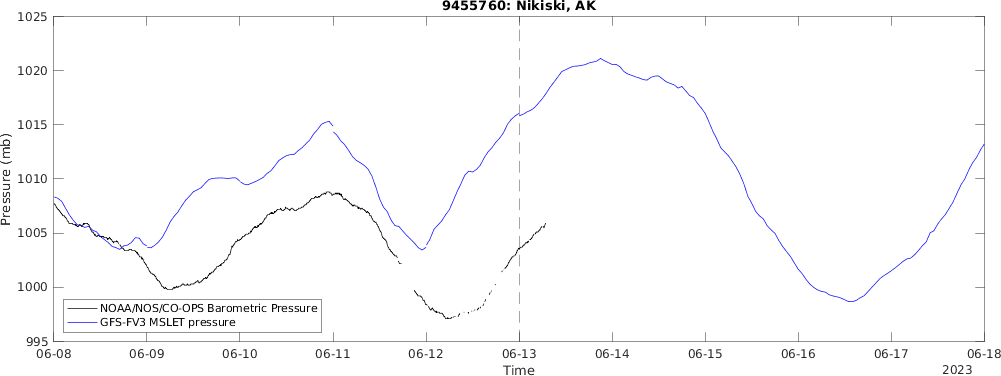 9455760: Nikiski, AK
Pressure (mb)
1025
1020
1015
1010
1005
1000
995
NOAA/NOS/CO-OPS Barometric Pressure
GFS-FV3 MSLET pressure
06-08 06-09 06-10 06-11 06-12 06-13 06-14 06-15 06-16 06-17 06-18
Time
2023